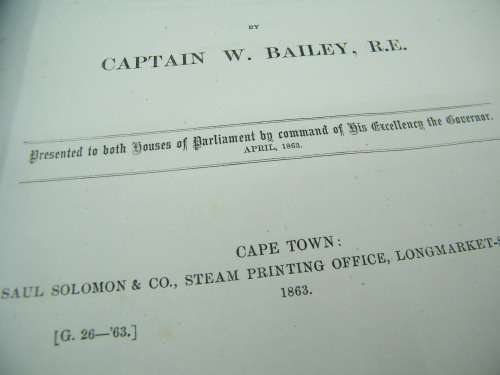 BY
CAPTAIN W. BAILEY, R.E.
Presented to both Houses of Parliament by command of His Excellency the Governor.
APRIL, 1863.
CAPE TOWN:
SAUL SOLOMON & CO., STEAM PRINTING OFFICE, LONGMARKET-S
1863.
[G. 26—'63.]